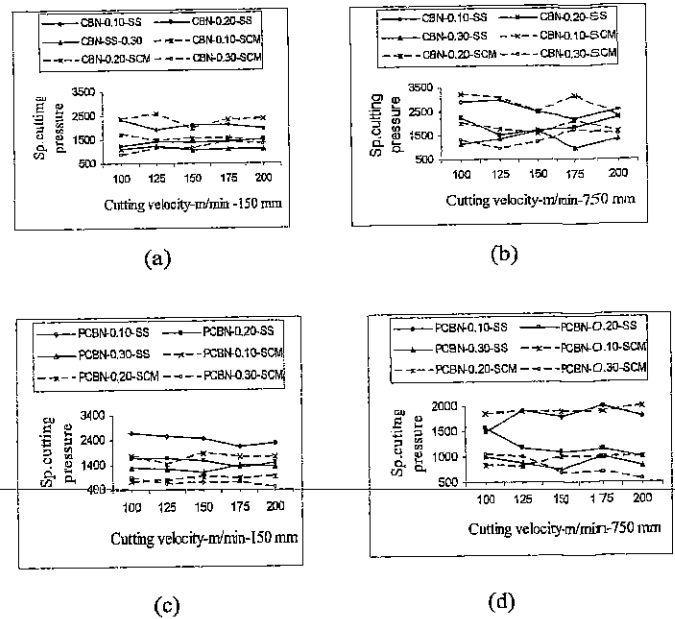 CBN-0.10-SS CBN-0.20-SS
CBN-SS-0.30 CBN-0.10-SCM
CBN-0.20-SCM CBN-0.30-SCM
Sp.cutting
pressure
3500
2500
1500
500
100 125 150 175 200
Cutting velocity-m/min -150 mm
(a)
CBN-0.10-SS CBN-0.20-SS
CBN-0.30-SS CBN-0.10-SCM
CBN-0.20-SCM CBN-0.30-SCM
Sp.cutting
pressure
3500
2500
1500
500
100 125 150 175 200
Cutting velocity-m/min-750 mm
(b)
PCBN-0.10-SS PCBN-0.20-SS
PCBN-0.30-SS PCBN-0.10-SCM
PCBN-0.20-SCM PCBN-0.30-SCM
Sp.cutting
pressure
3400
2400
1400
400
100 125 150 175 200
Cutting velocity-m/min-150 mm
(c)
PCBN-0.10-SS PCBN-0.20-SS
PCBN-0.30-SS PCBN-0.10-SCM
PCBN-0.20-SCM PCBN-0.30-SCM
Sp.cutitng
pressure
2000
1500
1000
500
100 125 150 175 200
Cutting velocity-m/min-750 mm
(d)